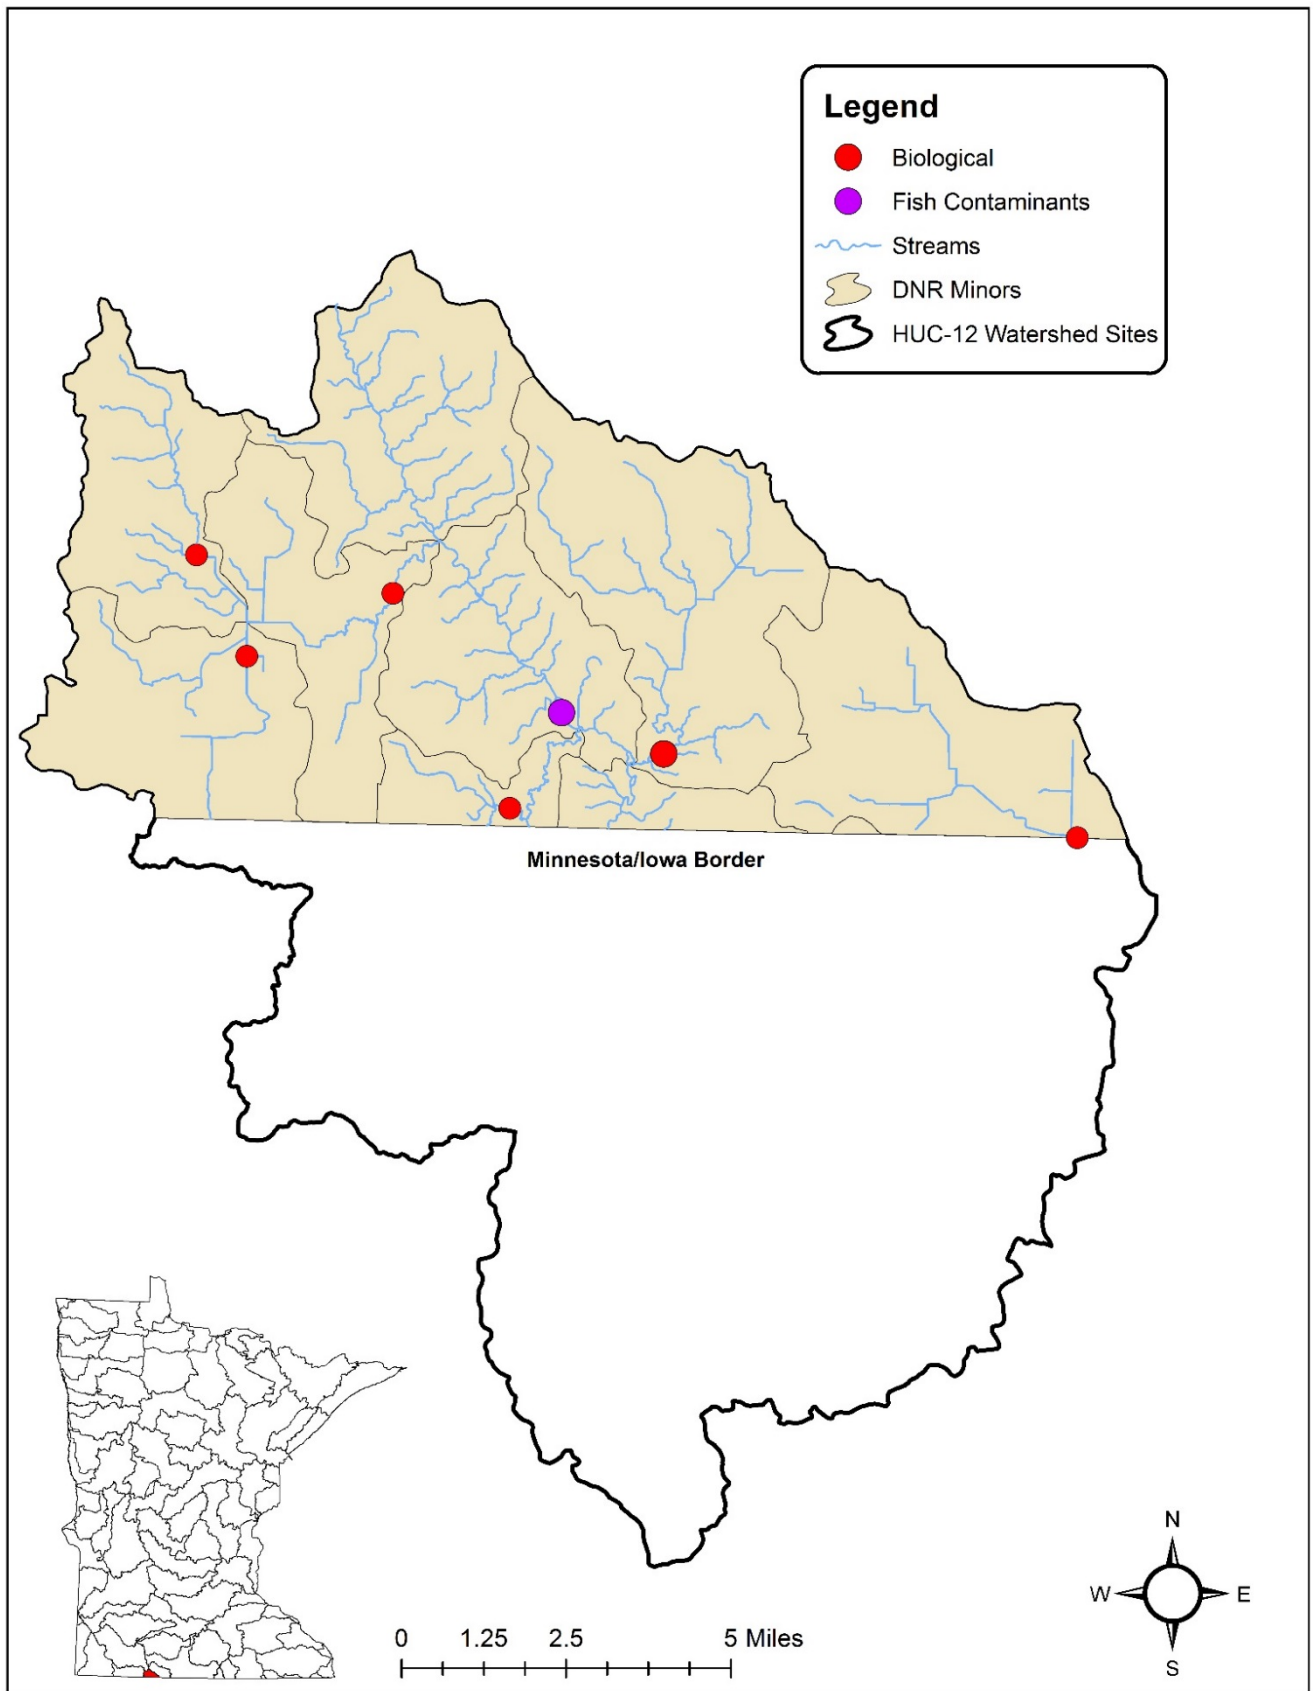 Legend
Biological
Fish Contaminants
Streams
DNR Minors
HUC-12 Watershed Sites
Minnesota/Iowa Border
0 1.25 2.5 5 Miles
N
W E
S